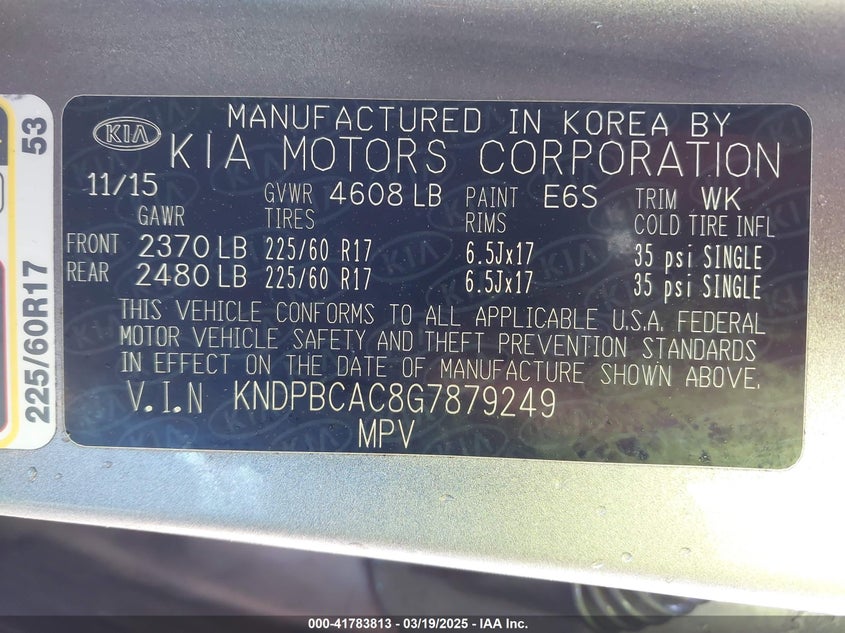 KIA
MANUFACTURED IN KOREA BY
KIA MOTORS CORPORATION
11/15 GVWR 4608 LB PAINT E6S TRIM WK
GAWR TIRES RIMS COLD TIRE INFL
FRONT 2370 LB 225/60 R17 6.5Jx17 35 psi SINGLE
REAR 2480 LB 225/60 R17 6.5Jx17 35 psi SINGLE
THIS VEHICLE CONFORMS TO ALL APPLICABLE U.S.A. FEDERAL
MOTOR VEHICLE SAFETY AND THEFT PREVENTION STANDARDS
IN EFFECT ON THE DATE OF MANUFACTURE SHOWN ABOVE.
V.I.N KNDPBCAC8G7879249
MPV
225/60R17 53
000-41783813 / 03/19/2025 - IAA Inc.